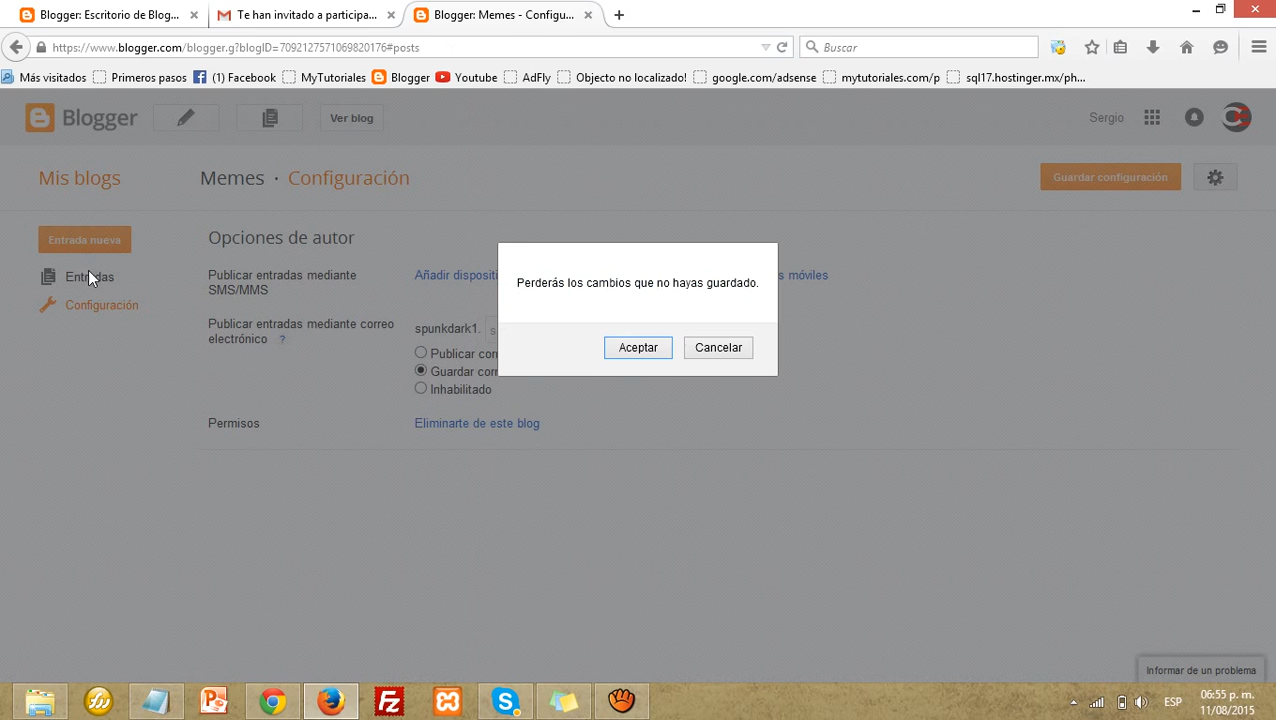 Blogger: Escritorio de Blog...
Te han invitado a participa...
Blogger: Memes - Configu...
https://www.blogger.com/blogger.g?blogID=7092127571069820176#posts
Buscar
Más visitados
Primeros pasos
(1) Facebook
MyTutoriales
Blogger
Youtube
AdFly
Objecto no localizado!
google.com/adsense
mytutoriales.com/p
sql17.hostinger.mx/ph...
Blogger
Ver blog
Sergio
Mis blogs
Memes · Configuración
Guardar configuración
Entrada nueva
Entradas
Configuración
Opciones de autor
Publicar entradas mediante
SMS/MMS
Añadir dispositi
s móviles
Publicar entradas mediante correo
electrónico ?
spunkdark1. s
Publicar cor
Guardar corr
Inhabilitado
Permisos
Eliminarte de este blog
Perderás los cambios que no hayas guardado.
Aceptar
Cancelar
Informar de un problema
ESP
06:55 p. m.
11/08/2015